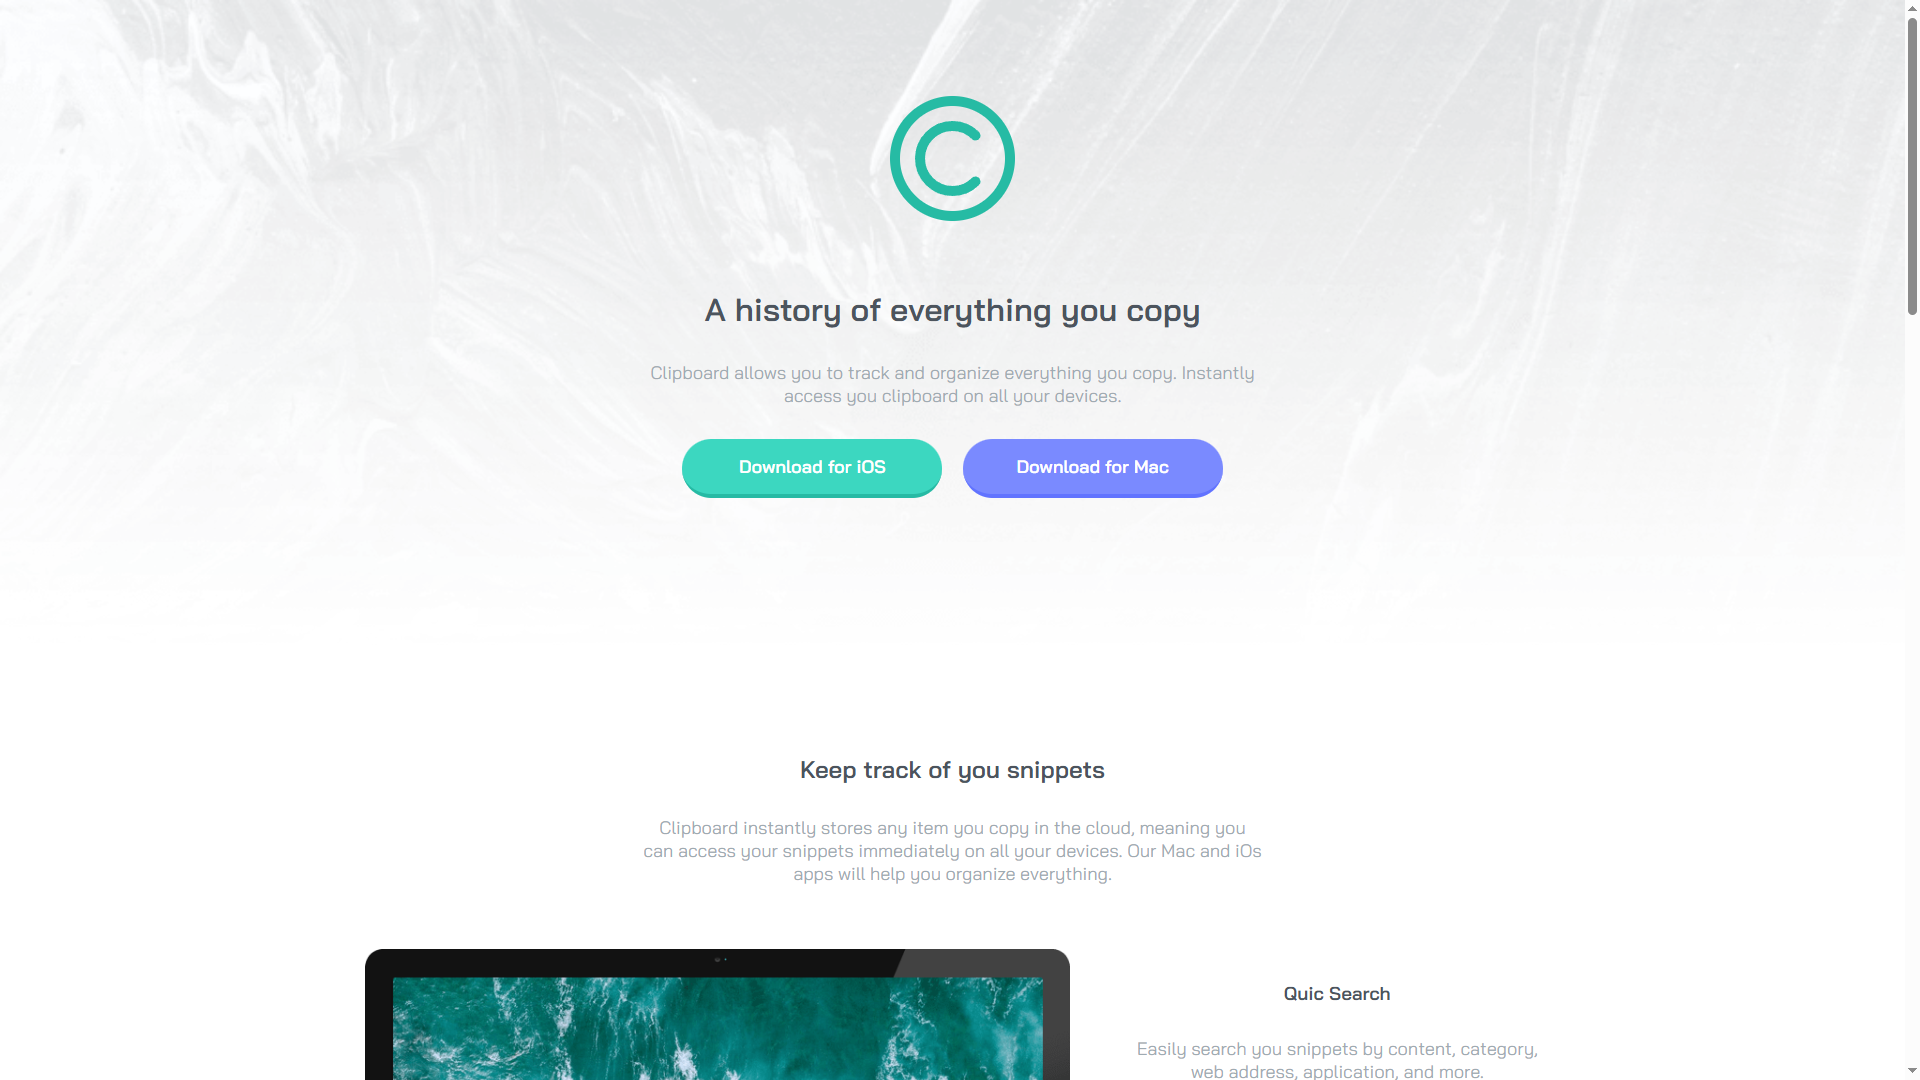 A history of everything you copy
Clipboard allows you to track and organize everything you copy. Instantly
access you clipboard on all your devices.
Download for iOS
Download for Mac
Keep track of you snippets
Clipboard instantly stores any item you copy in the cloud, meaning you
can access your snippets immediately on all your devices. Our Mac and iOs
apps will help you organize everything.
Quic Search
Easily search you snippets by content, category,
web address, application, and more.